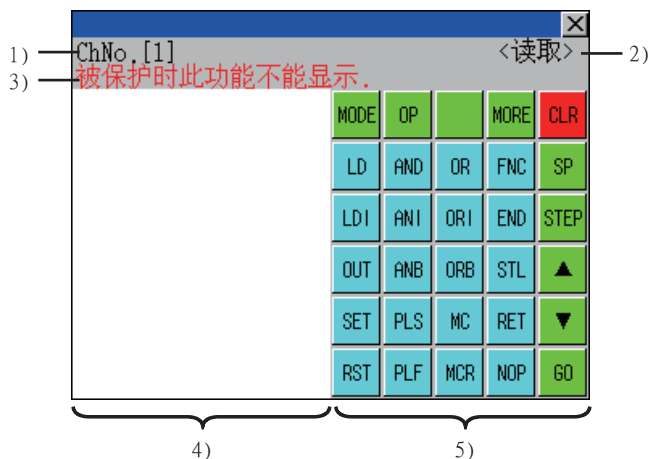 1) ChNo.[1] <读取> 2)
3) 被保护时此功能不能显示.
MODE OP MORE CLR
LD AND OR FNC SP
LDI ANI ORI END STEP
OUT ANB ORB STL ▲
SET PLS MC RET ▼
RST PLF MCR NOP GO
4) 5)